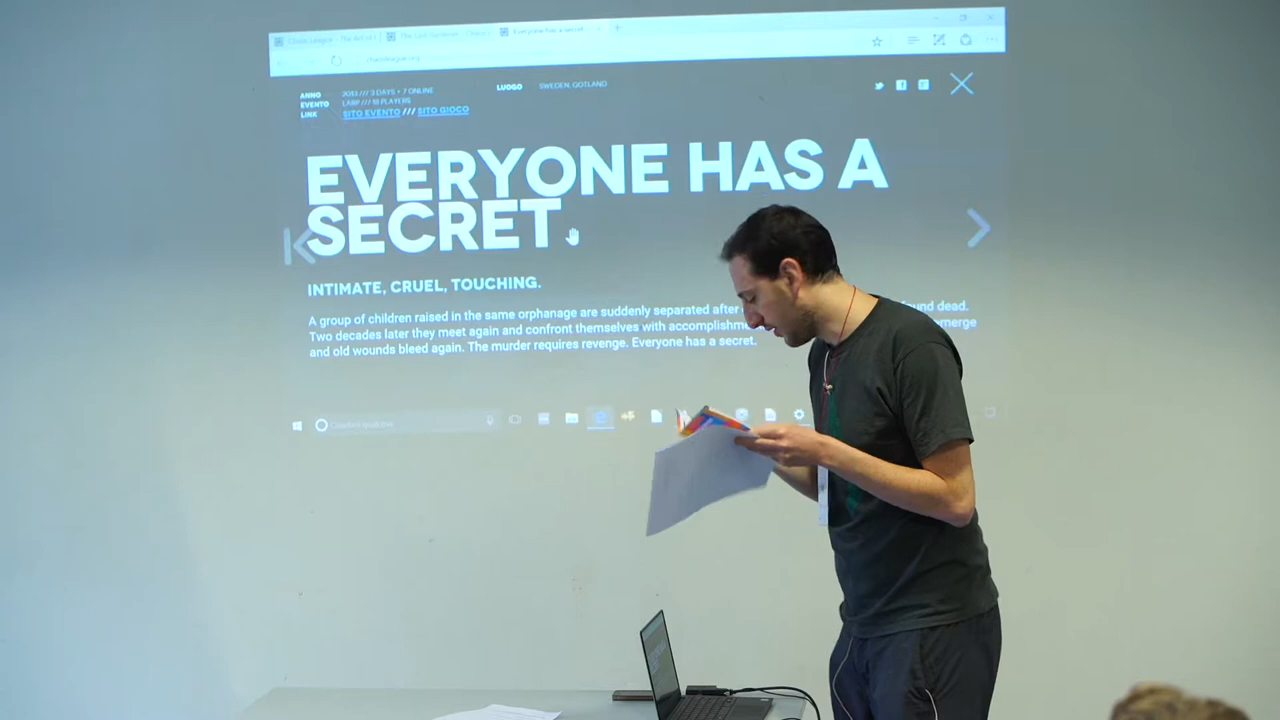 Everyone has a secret
chaosleague.org
ANNO 2013 /// 3 DAYS + 7 ONLINE LUOGO SWEDEN, GOTLAND
EVENTO LARP /// 18 PLAYERS
LINK SITO EVENTO /// SITO GIOCO
EVERYONE HAS A
SECRET.
INTIMATE, CRUEL, TOUCHING.
A group of children raised in the same orphanage are suddenly separated after found dead.
Two decades later they meet again and confront themselves with emerge
and old wounds bleed again. The murder requires revenge. Everyone has a secret.